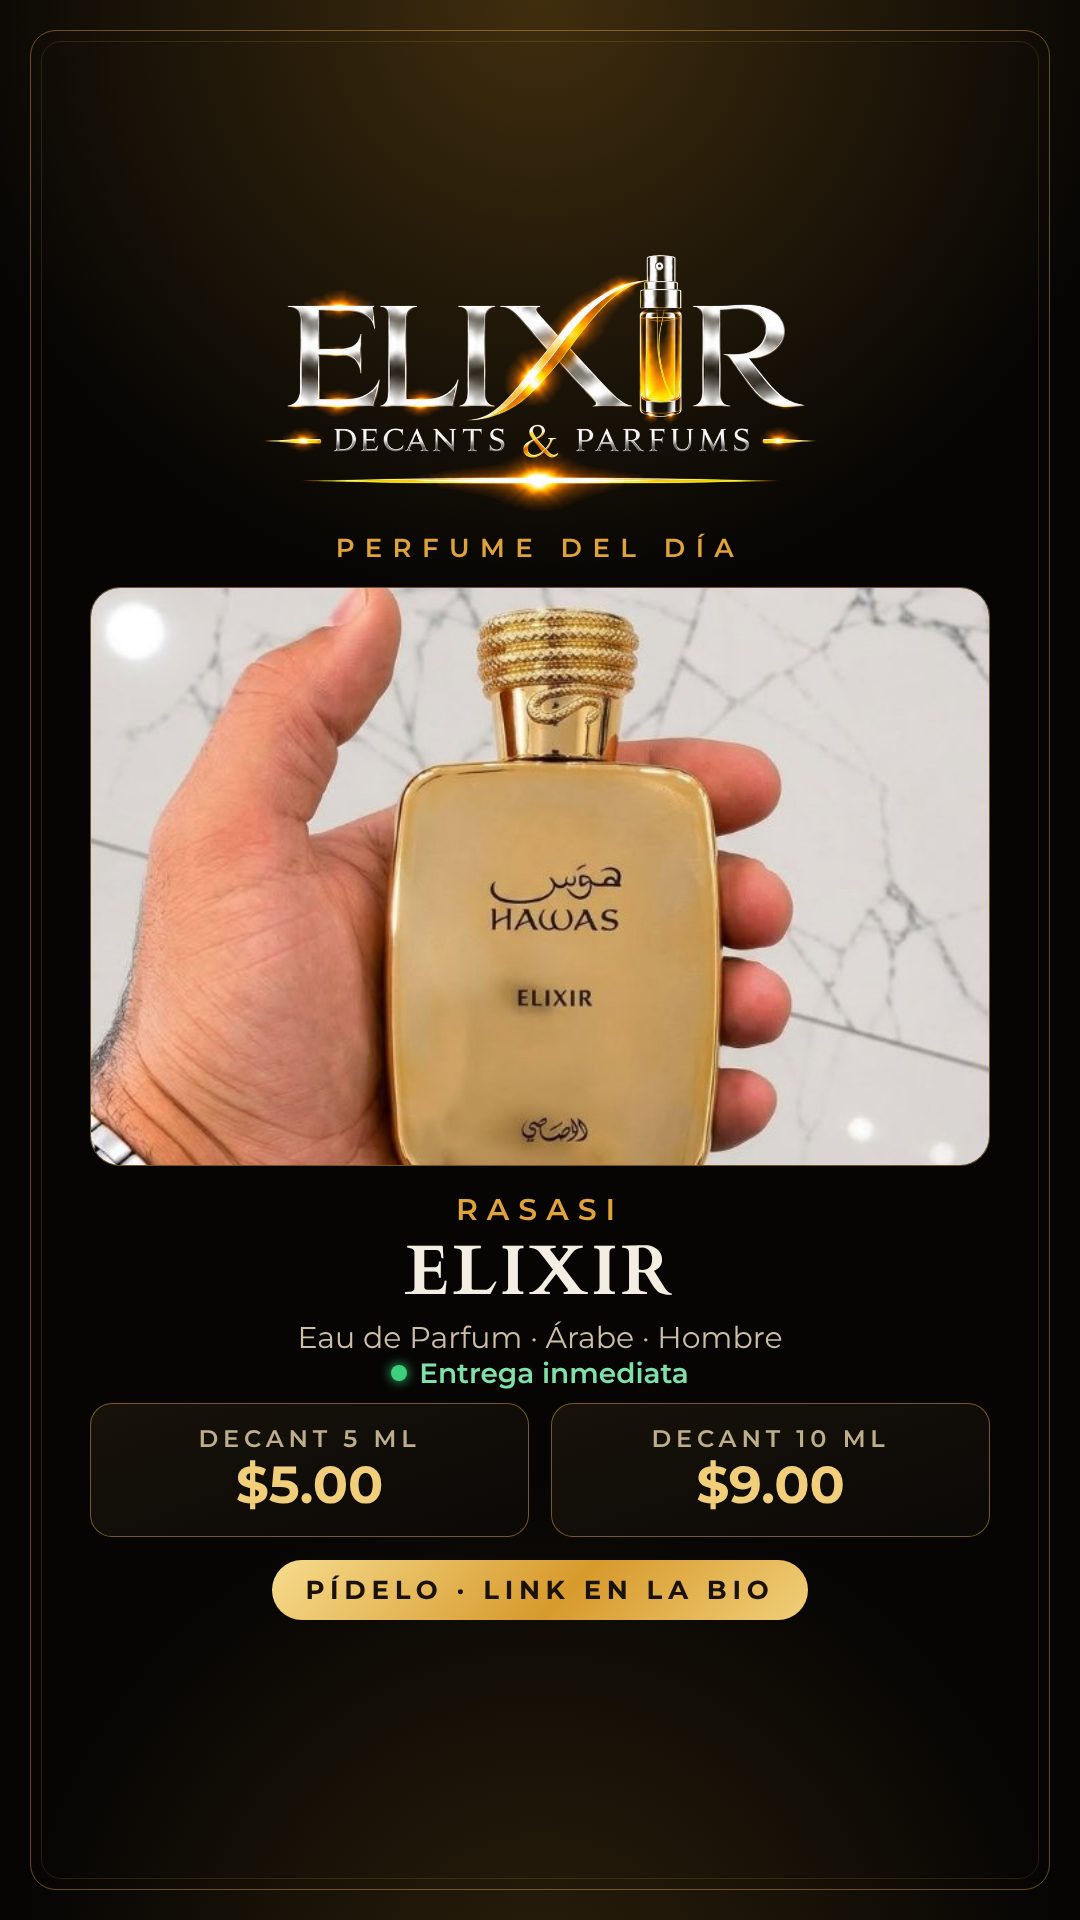 ELIXIR
DECANTS & PARFUMS
PERFUME DEL DÍA
هوس
HAWAS
ELIXIR
الرصاصي
RASASI
ELIXIR
Eau de Parfum · Árabe · Hombre
Entrega inmediata
DECANT 5 ML
$5.00
DECANT 10 ML
$9.00
PÍDELO · LINK EN LA BIO